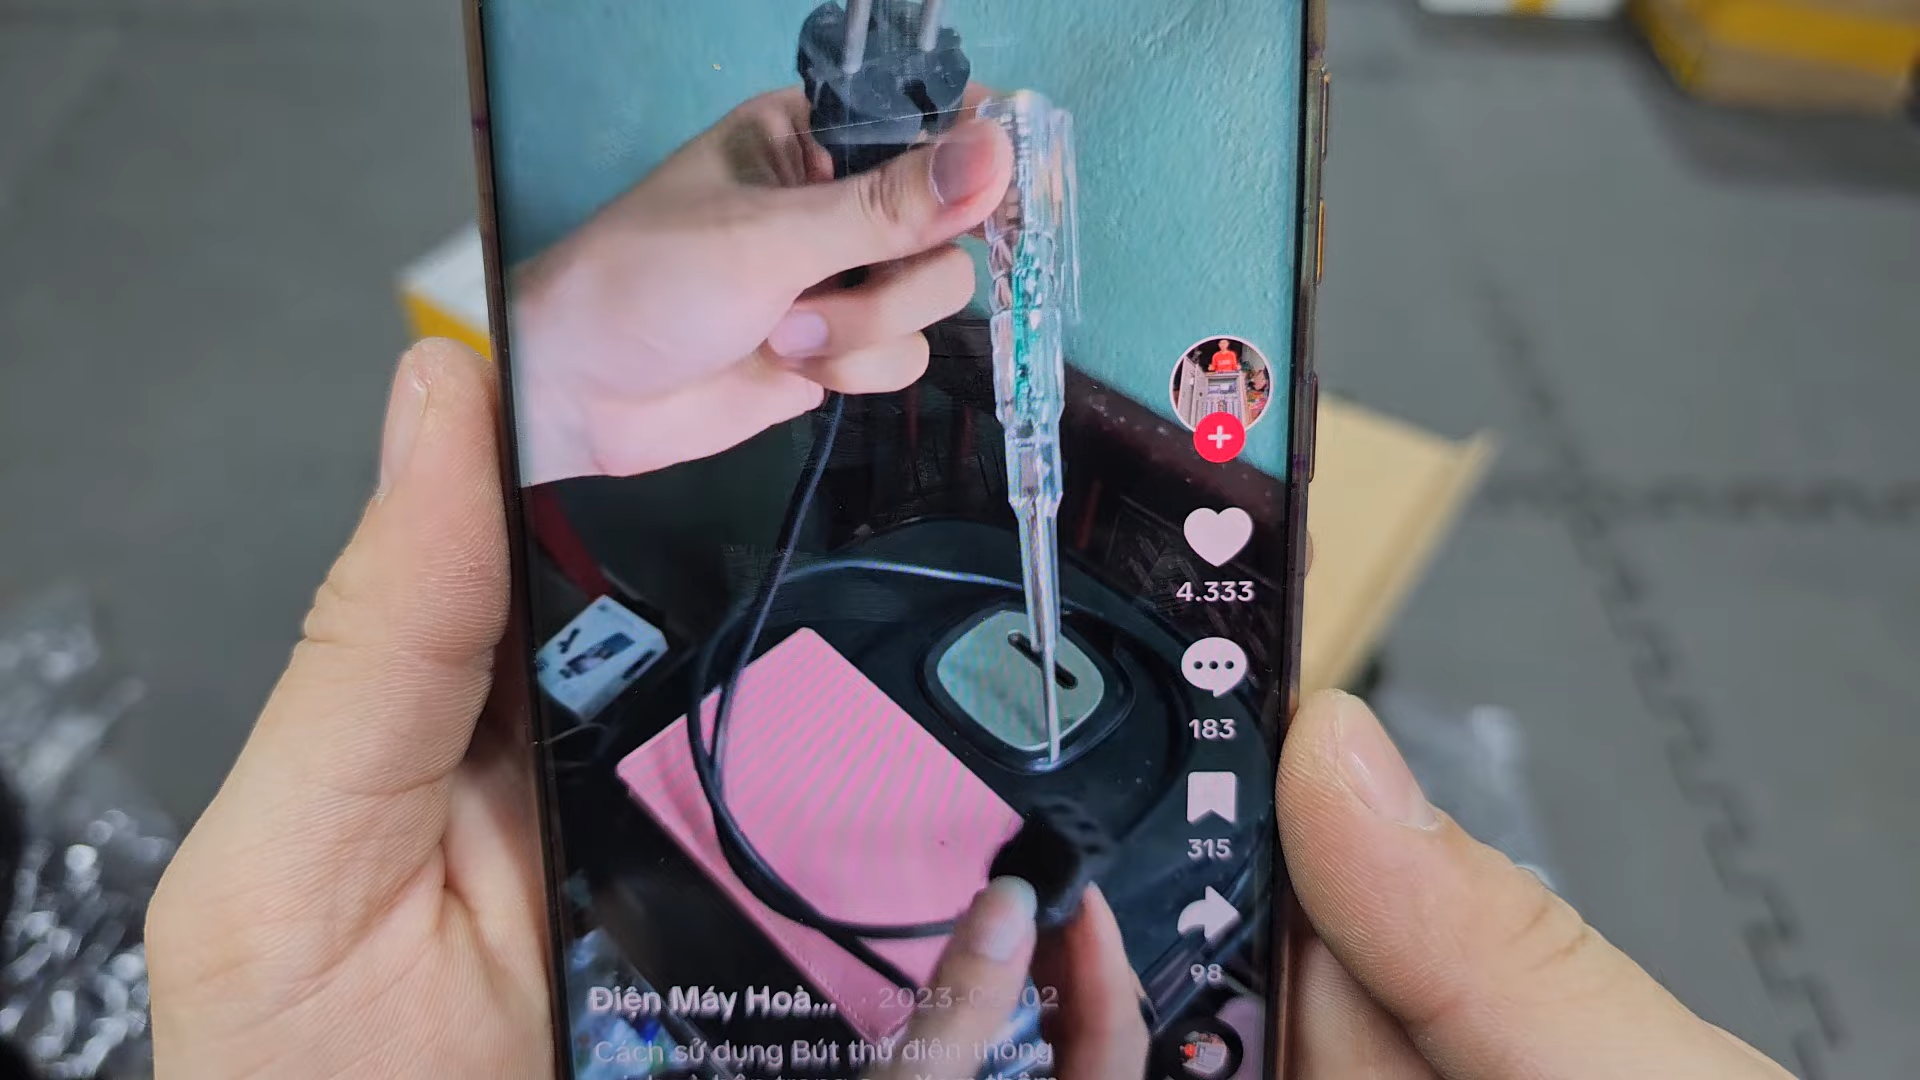 4.333
183
315
98
Điện Máy Hoà... ·
Cách sử dụng Bút thử điện thông